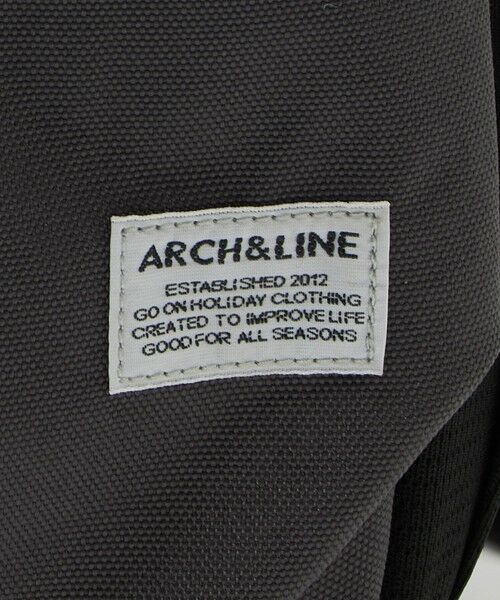 ARCH&LINE
ESTABLISHED 2012
GO ON HOLIDAY CLOTHING
CREATED TO IMPROVE LIFE
GOOD FOR ALL SEASONS